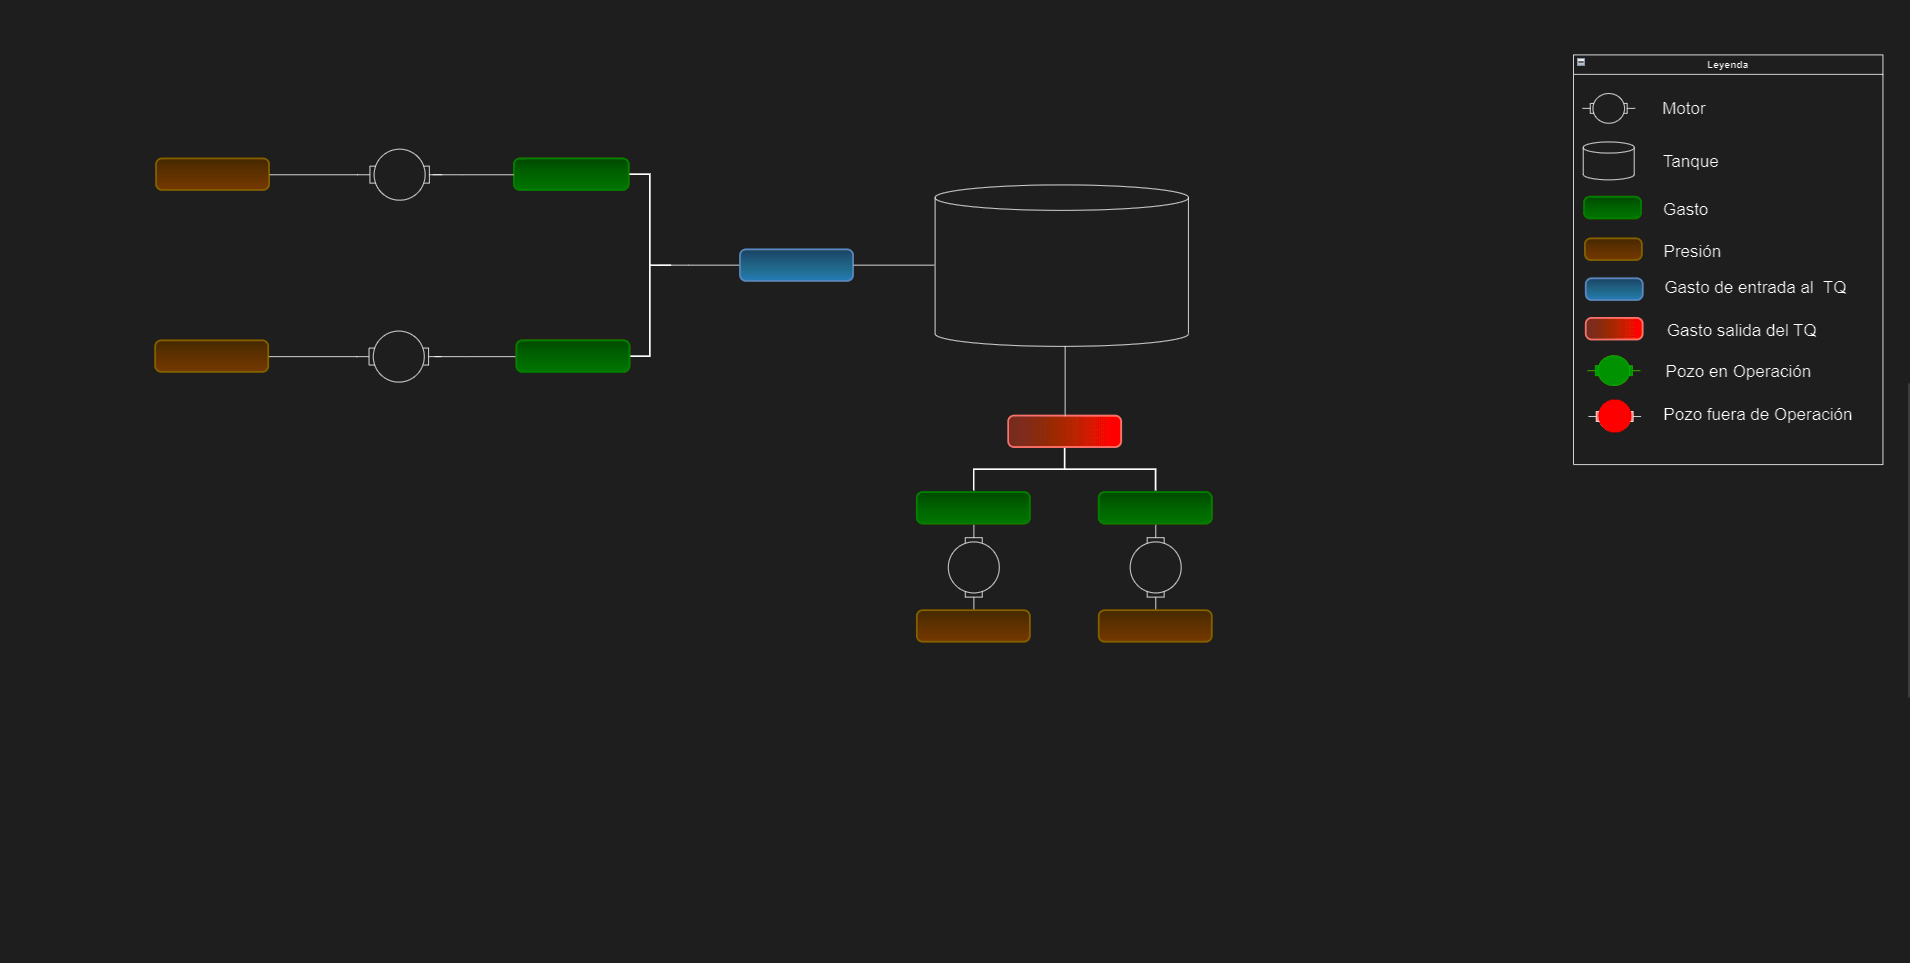 Leyenda
Motor
Tanque
Gasto
Presión
Gasto de entrada al  TQ
Gasto salida del TQ
Pozo en Operación
Pozo fuera de Operación